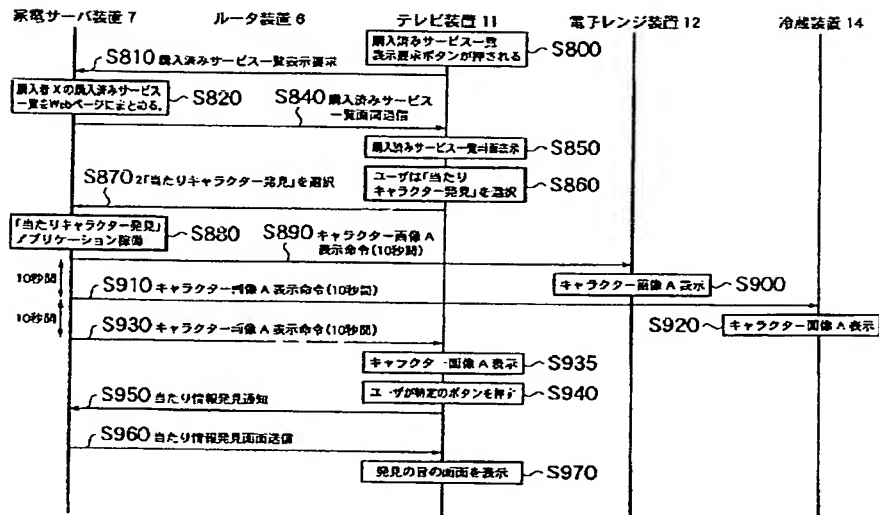 家電サーバ装置 7
ルータ装置 6
テレビ装置 11
電子レンジ装置 12
冷蔵装置 14
購入済みサービス一覧
表示要求ボタンが押される
S800
S810 購入済みサービス一覧表示要求
購入者Xの購入済みサービス
一覧をWebページにまとめる。
S820
S840 購入済みサービス
一覧画面送信
購入済みサービス一覧画面表示
S850
S870 2「当たりキャラクター発見」を選択
ユーザは「当たり
キャラクター発見」を選択
S860
「当たりキャラクター発見」
アプリケーション稼働
S880
S890 キャラクター画像A
表示命令(10秒間)
10秒間
キャラクター画像A表示
S900
S910 キャラクター画像A表示命令(10秒間)
10秒間
S920
キャラクター画像A表示
S930 キャラクター画像A表示命令(10秒間)
キャラクター画像A表示
S935
ユーザが特定のボタンを押す
S940
S950 当たり情報発見通知
S960 当たり情報発見画面送信
発見の旨の画面を表示
S970